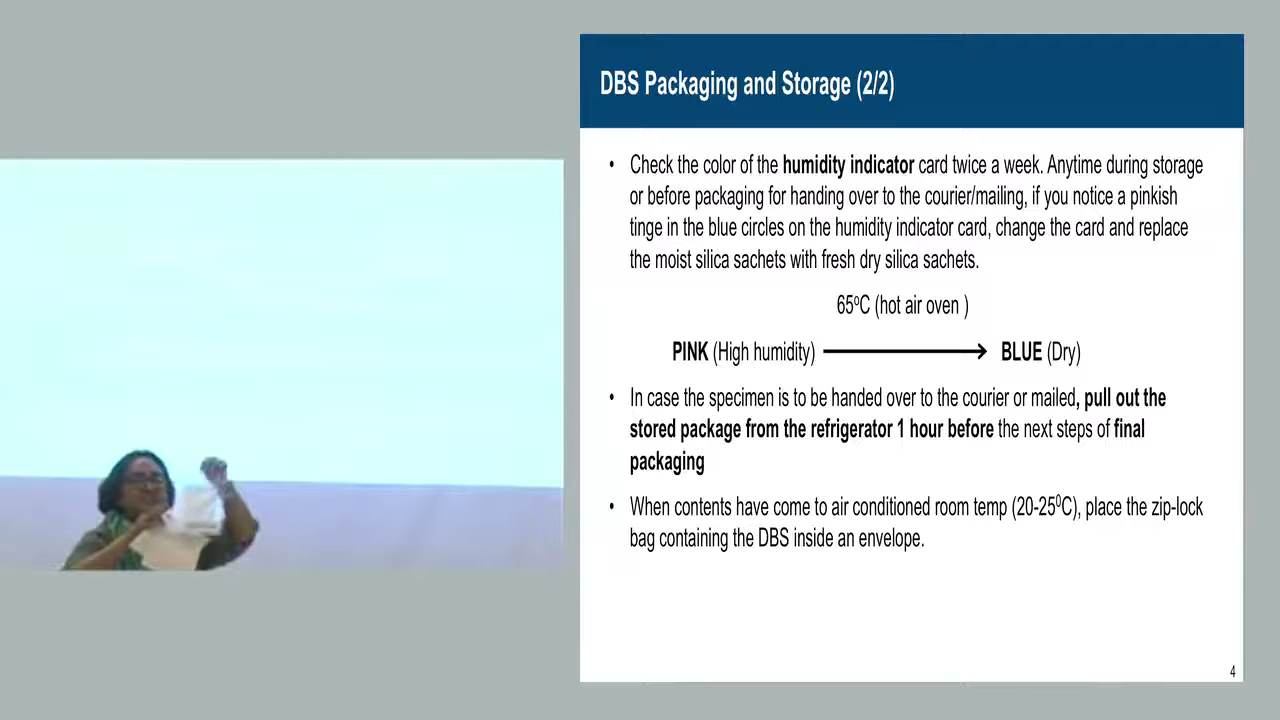 DBS Packaging and Storage (2/2)
• Check the color of the humidity indicator card twice a week. Anytime during storage
or before packaging for handing over to the courier/mailing, if you notice a pinkish
tinge in the blue circles on the humidity indicator card, change the card and replace
the moist silica sachets with fresh dry silica sachets.
65ºC (hot air oven )
PINK (High humidity) → BLUE (Dry)
• In case the specimen is to be handed over to the courier or mailed, pull out the
stored package from the refrigerator 1 hour before the next steps of final
packaging
• When contents have come to air conditioned room temp (20-25⁰C), place the zip-lock
bag containing the DBS inside an envelope.
4